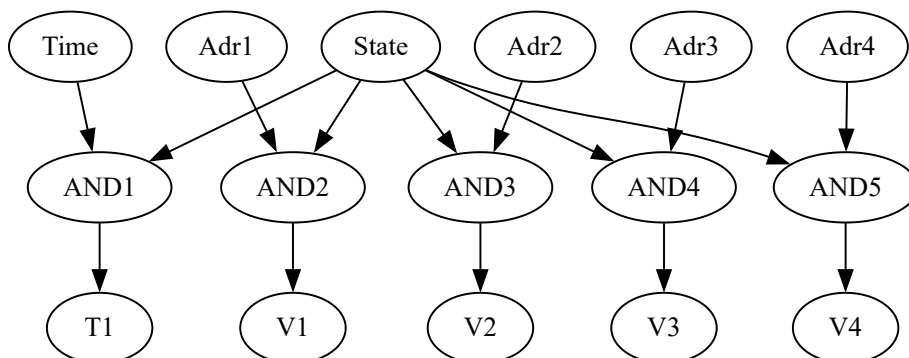 Time Adr1 State Adr2 Adr3 Adr4
AND1 AND2 AND3 AND4 AND5
T1 V1 V2 V3 V4